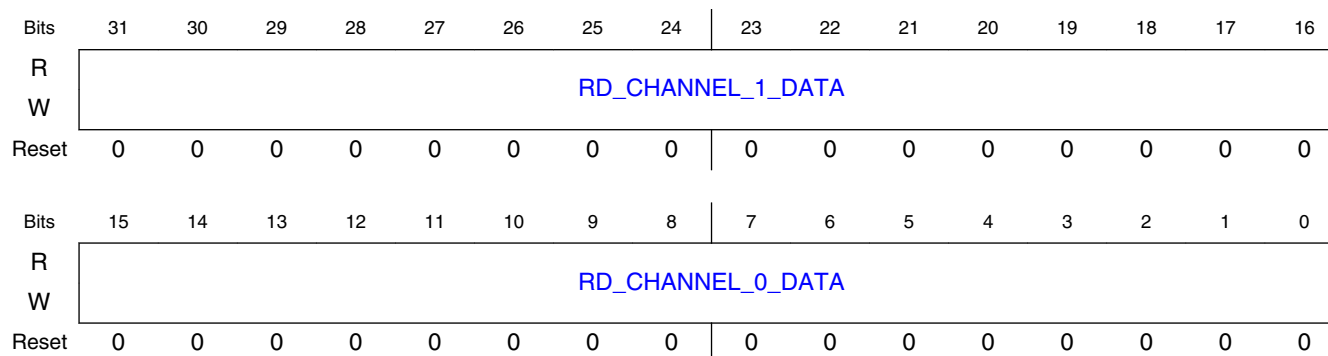 Bits 31 30 29 28 27 26 25 24 23 22 21 20 19 18 17 16
R
RD_CHANNEL_1_DATA
W
Reset 0 0 0 0 0 0 0 0 0 0 0 0 0 0 0 0
Bits 15 14 13 12 11 10 9 8 7 6 5 4 3 2 1 0
R
RD_CHANNEL_0_DATA
W
Reset 0 0 0 0 0 0 0 0 0 0 0 0 0 0 0 0